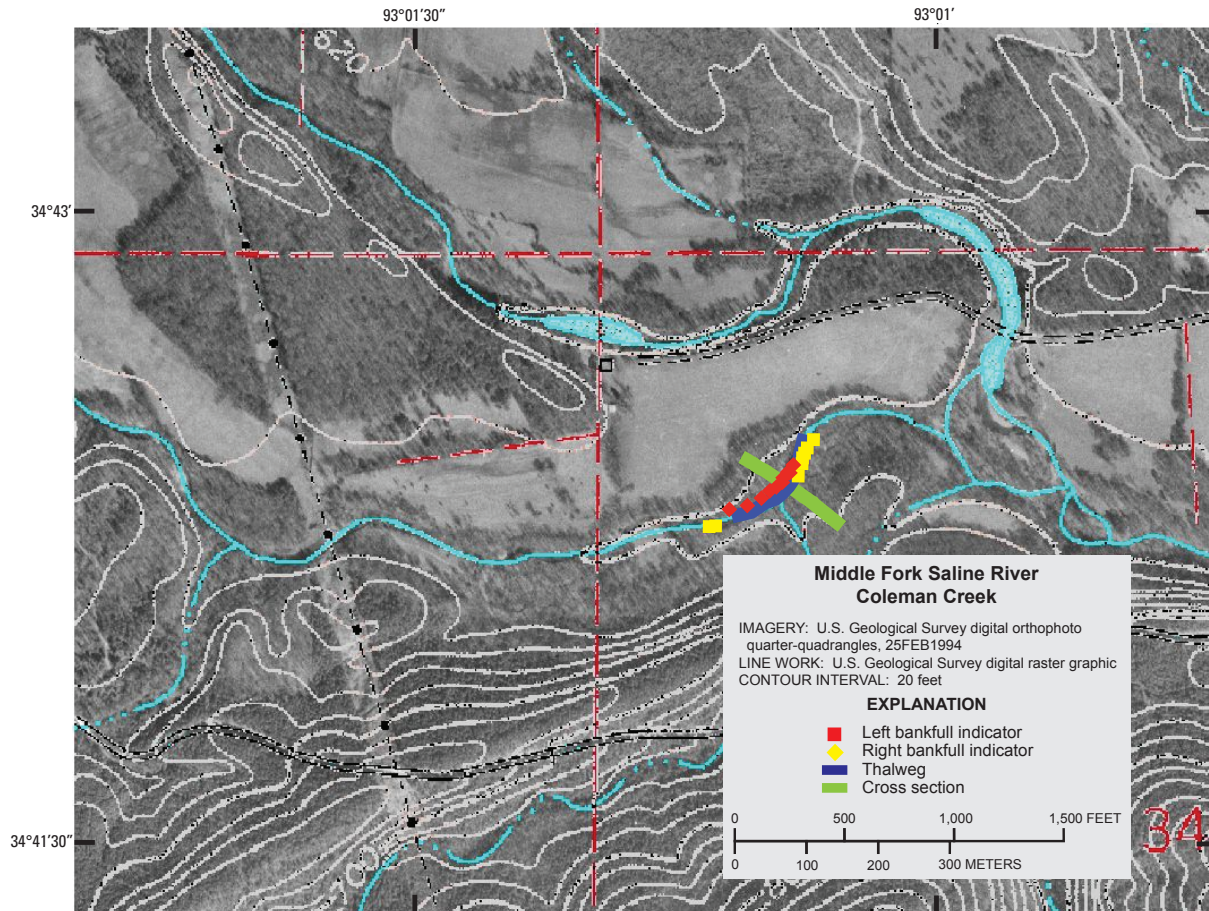 93°01'30"
93°01'
670
34°43'
Middle Fork Saline River
Coleman Creek
IMAGERY: U.S. Geological Survey digital orthophoto
quarter-quadrangles, 25FEB1994
LINE WORK: U.S. Geological Survey digital raster graphic
CONTOUR INTERVAL: 20 feet
EXPLANATION
Left bankfull indicator
Right bankfull indicator
Thalweg
Cross section
0 500 1,000 1,500 FEET
0 100 200 300 METERS
34
34°41'30"